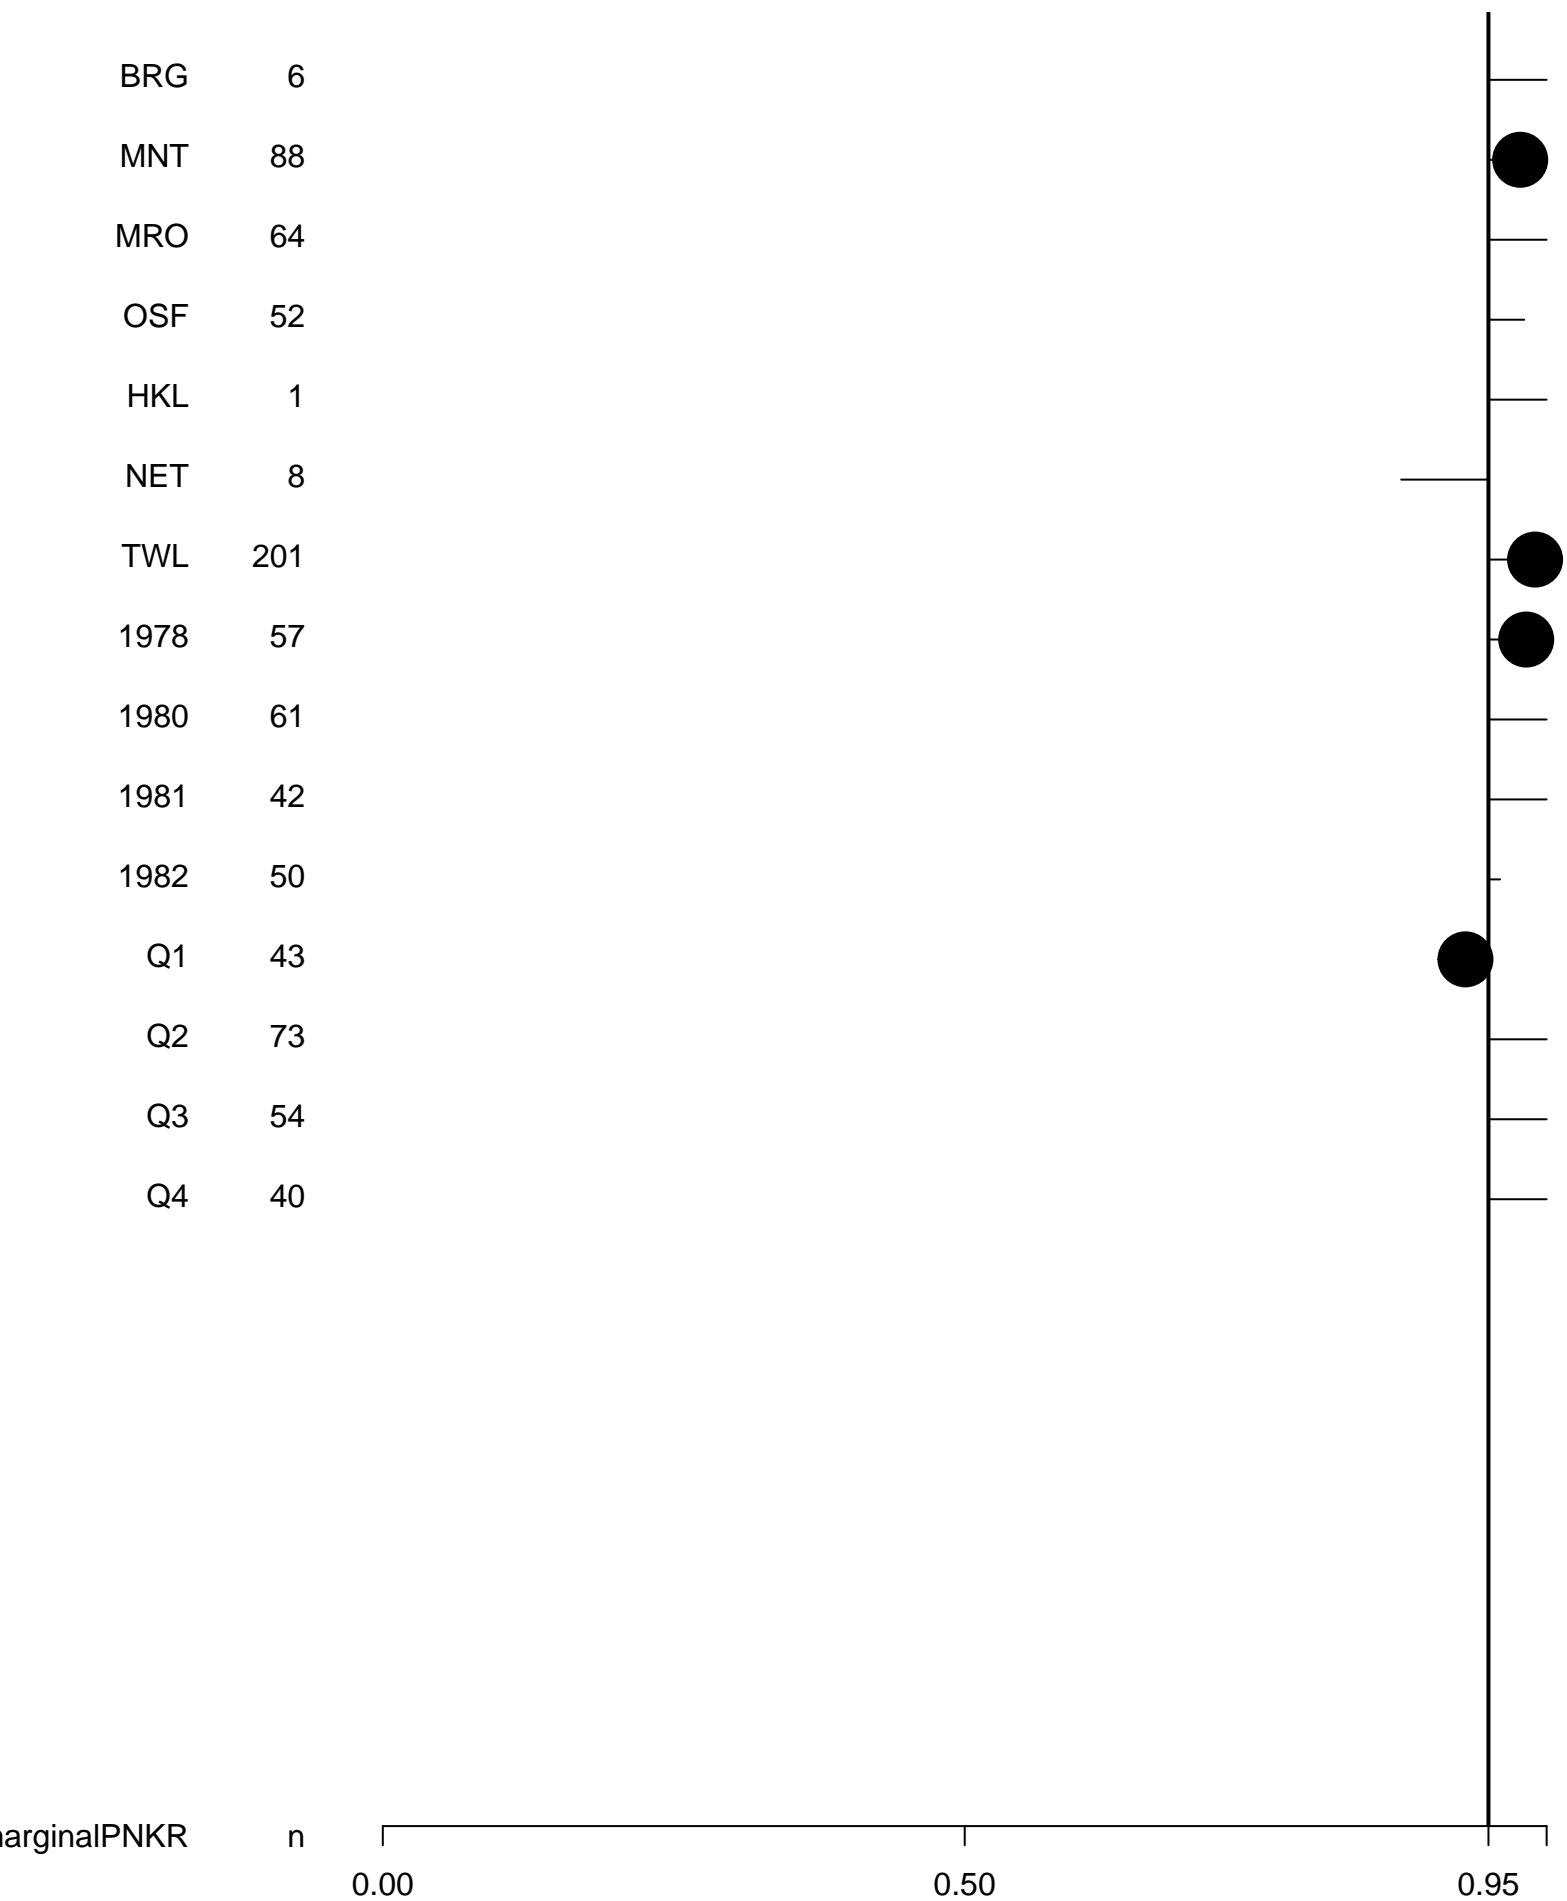 BRG 6
MNT 88
MRO 64
OSF 52
HKL 1
NET 8
TWL 201
1978 57
1980 61
1981 42
1982 50
Q1 43
Q2 73
Q3 54
Q4 40
arginalPNKR n
0.00 0.50 0.95